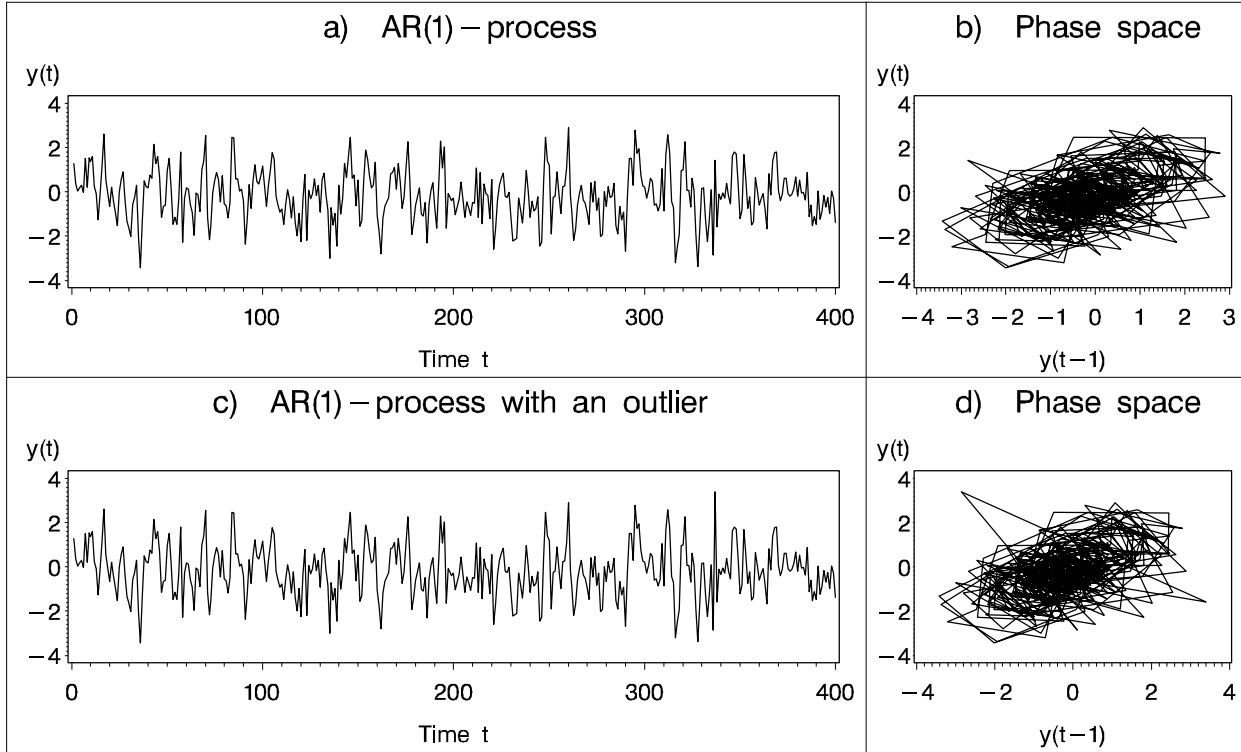 a) AR(1)−process
y(t)
4
2
0
−2
−4
0 100 200 300 400
Time t
b) Phase space
y(t)
4
2
0
−2
−4
−4 −3 −2 −1 0 1 2 3
y(t−1)
c) AR(1)−process with an outlier
y(t)
4
2
0
−2
−4
0 100 200 300 400
Time t
d) Phase space
y(t)
4
2
0
−2
−4
−4 −2 0 2 4
y(t−1)